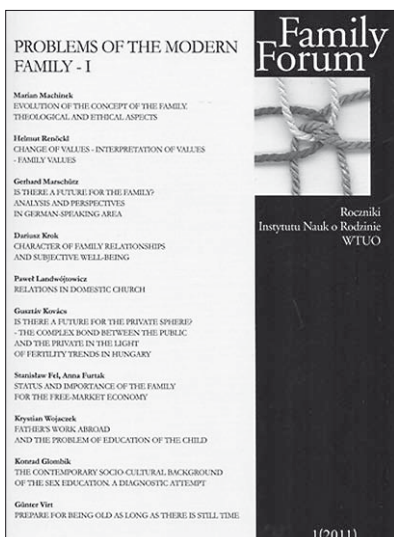 PROBLEMS OF THE MODERN
FAMILY - I
Marian Machinek
EVOLUTION OF THE CONCEPT OF THE FAMILY.
THEOLOGICAL AND ETHICAL ASPECTS
Helmut Renöckl
CHANGE OF VALUES - INTERPRETATION OF VALUES
- FAMILY VALUES
Gerhard Marschütz
IS THERE A FUTURE FOR THE FAMILY?
ANALYSIS AND PERSPECTIVES
IN GERMAN-SPEAKING AREA
Dariusz Krok
CHARACTER OF FAMILY RELATIONSHIPS
AND SUBJECTIVE WELL-BEING
Paweł Landwójtowicz
RELATIONS IN DOMESTIC CHURCH
Gusztáv Kovács
IS THERE A FUTURE FOR THE PRIVATE SPHERE?
- THE COMPLEX BOND BETWEEN THE PUBLIC
AND THE PRIVATE IN THE LIGHT
OF FERTILITY TRENDS IN HUNGARY
Stanisław Fel, Anna Furtak
STATUS AND IMPORTANCE OF THE FAMILY
FOR THE FREE-MARKET ECONOMY
Krystian Wojaczek
FATHER'S WORK ABROAD
AND THE PROBLEM OF EDUCATION OF THE CHILD
Konrad Glombik
THE CONTEMPORARY SOCIO-CULTURAL BACKGROUND
OF THE SEX EDUCATION. A DIAGNOSTIC ATTEMPT
Günter Virt
PREPARE FOR BEING OLD AS LONG AS THERE IS STILL TIME
Family
Forum
Roczniki
Instytutu Nauk o Rodzinie
WTUO
1(2011)